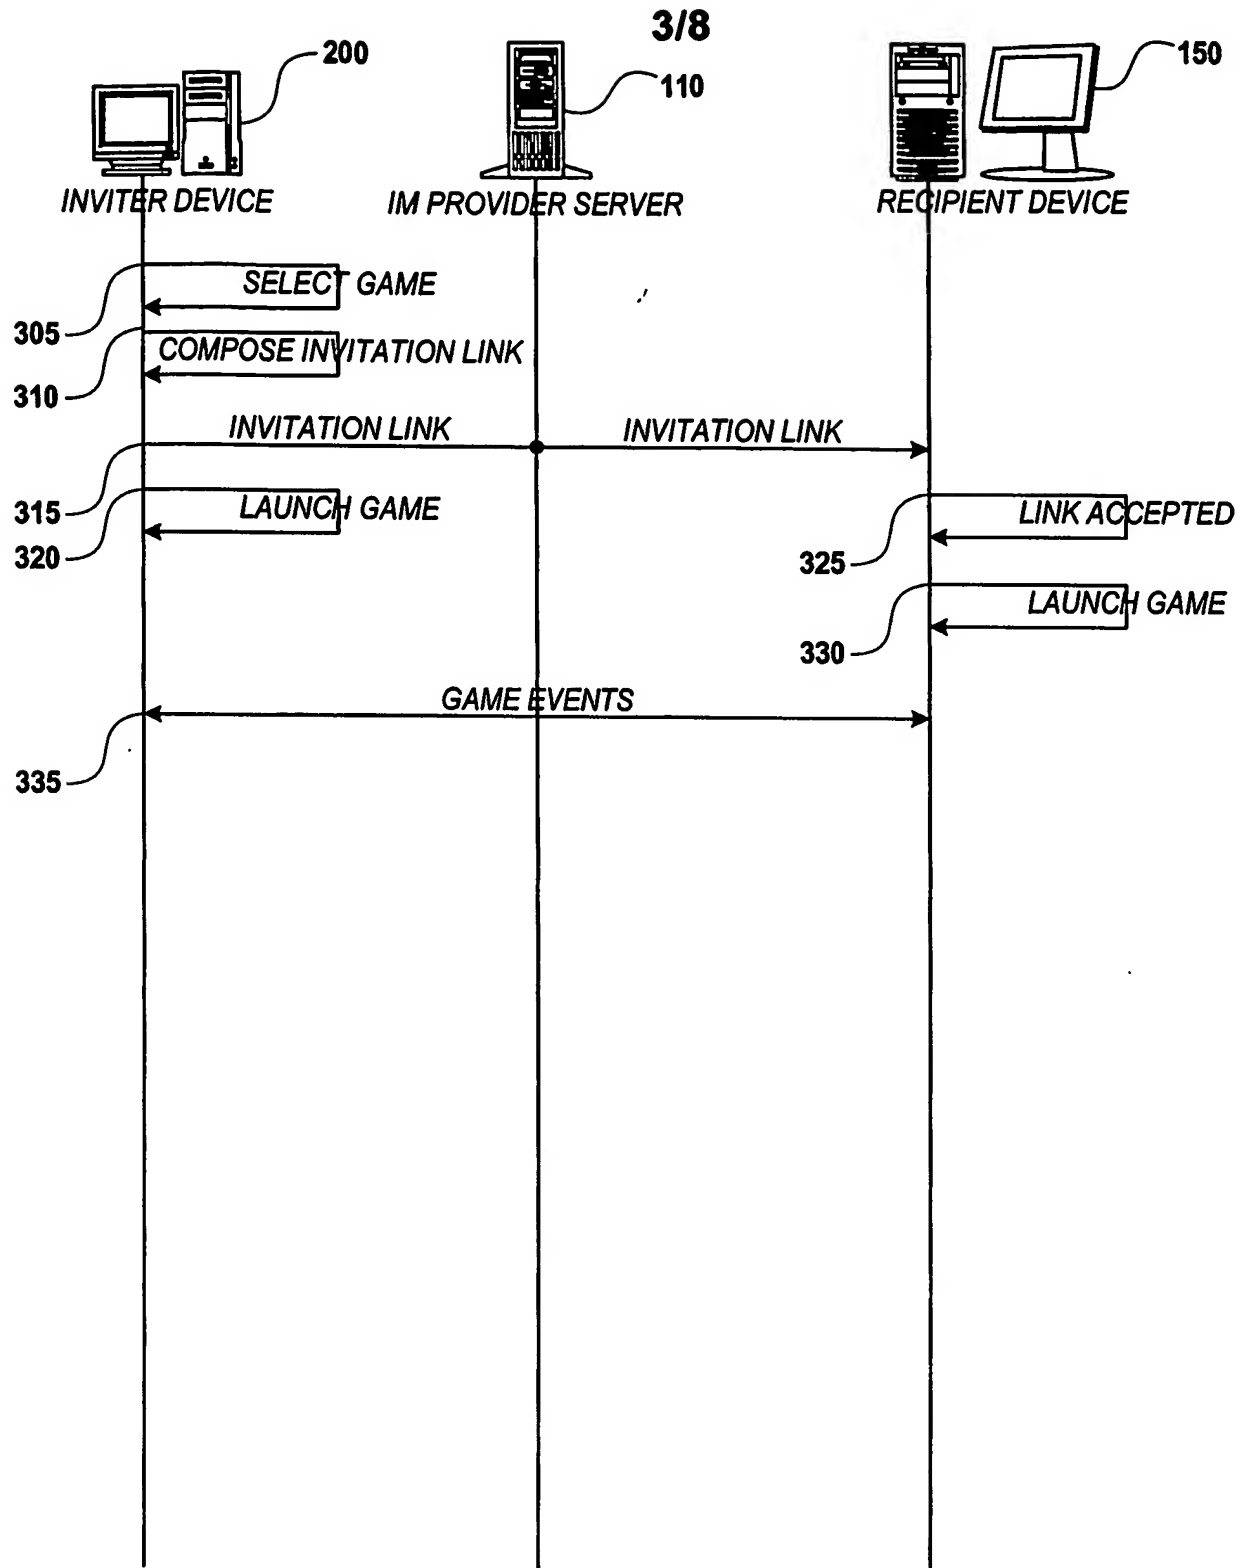 3/8
200
110
150
INVITER DEVICE
IM PROVIDER SERVER
RECIPIENT DEVICE
SELECT GAME
305
COMPOSE INVITATION LINK
310
INVITATION LINK
INVITATION LINK
315
LAUNCH GAME
LINK ACCEPTED
320
325
LAUNCH GAME
330
GAME EVENTS
335